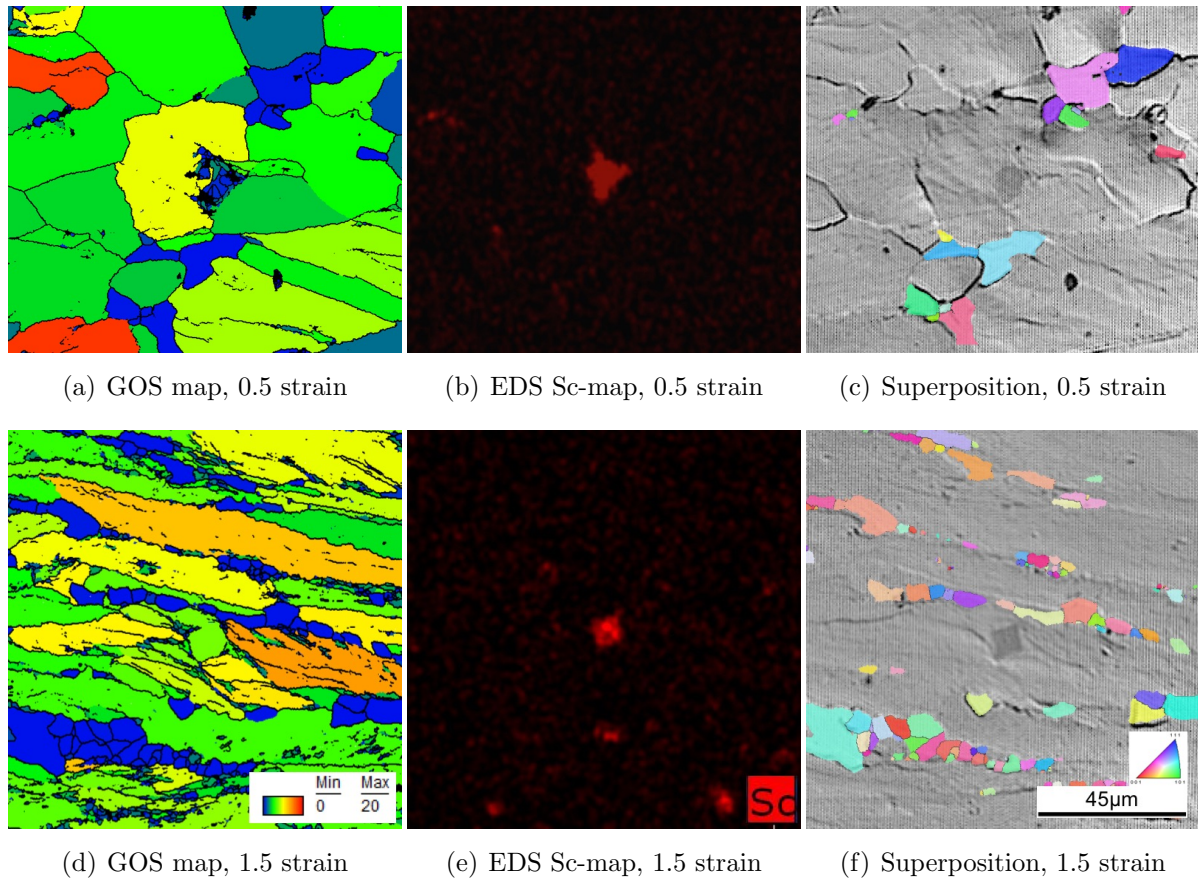 (a) GOS map, 0.5 strain
(b) EDS Sc-map, 0.5 strain
(c) Superposition, 0.5 strain
Min Max
0 20
Sc
111
001 101
45µm
(d) GOS map, 1.5 strain
(e) EDS Sc-map, 1.5 strain
(f) Superposition, 1.5 strain